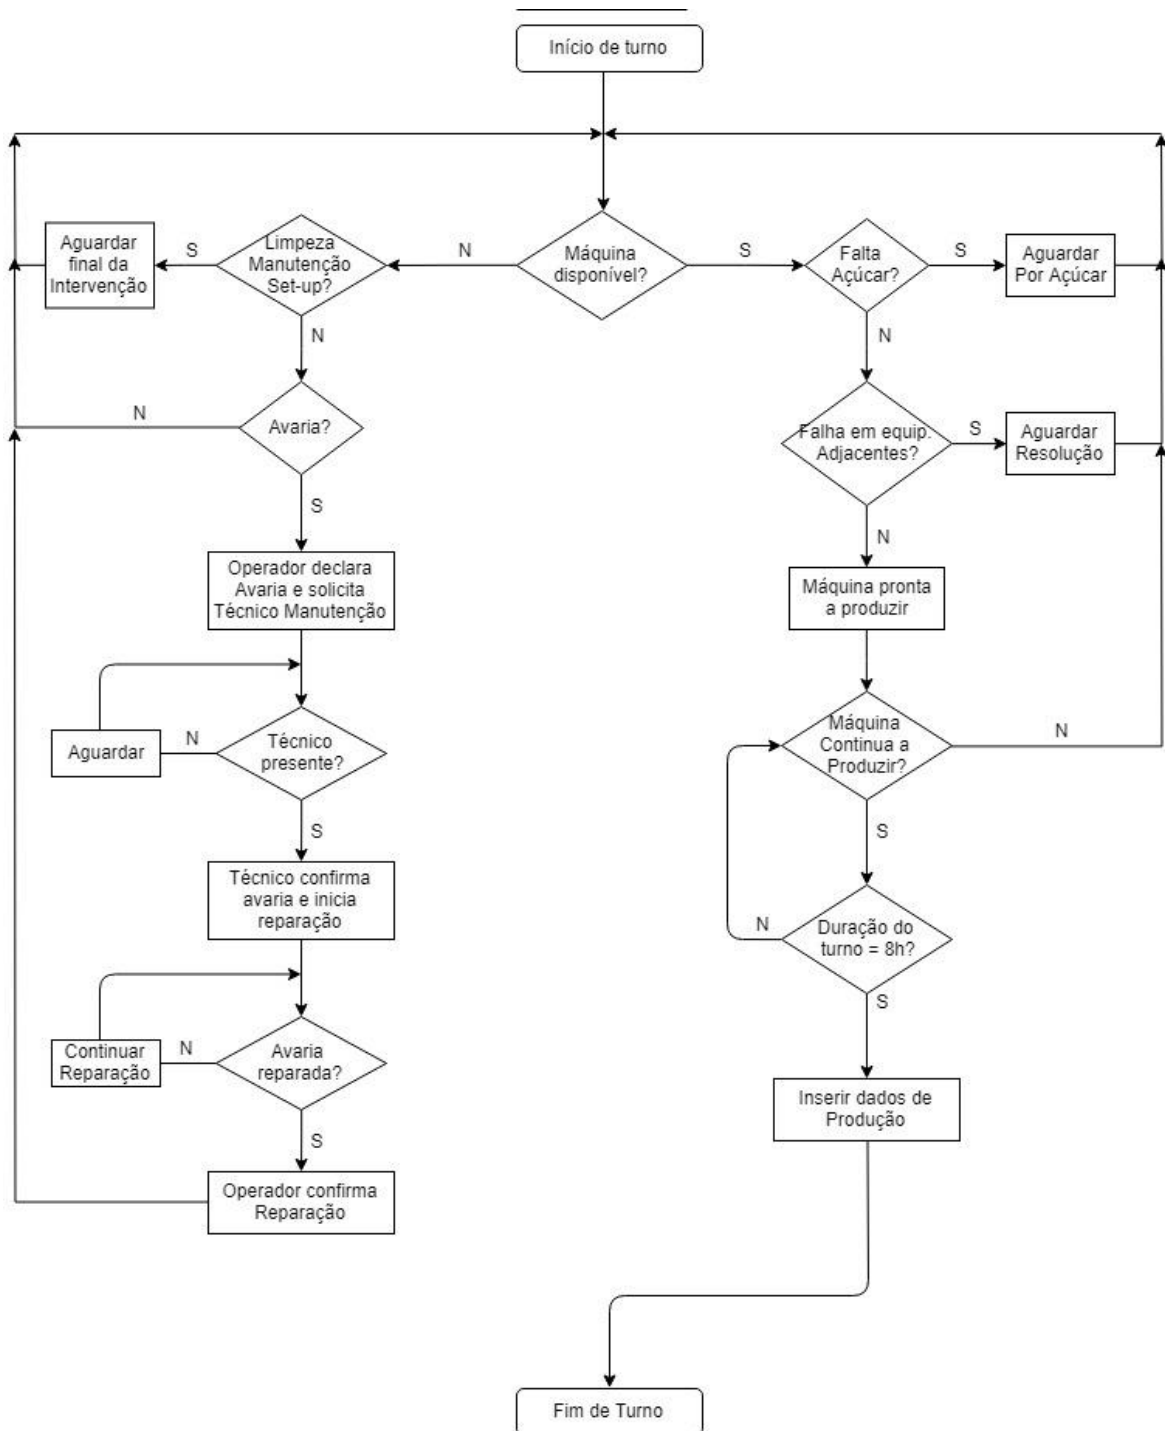 Início de turno
Aguardar
final da
Intervenção
S
Limpeza
Manutenção
Set-up?
N
Máquina
disponível?
S
Falta
Açúcar?
S
Aguardar
Por Açúcar
N
N
N
Avaria?
Falha em equip.
Adjacentes?
S
Aguardar
Resolução
S
N
Operador declara
Avaria e solicita
Técnico Manutenção
Máquina pronta
a produzir
Aguardar
N
Técnico
presente?
Máquina
Continua a
Produzir?
N
S
S
Técnico confirma
avaria e inicia
reparação
N
Duração do
turno = 8h?
S
Continuar
Reparação
N
Avaria
reparada?
Inserir dados de
Produção
S
Operador confirma
Reparação
Fim de Turno